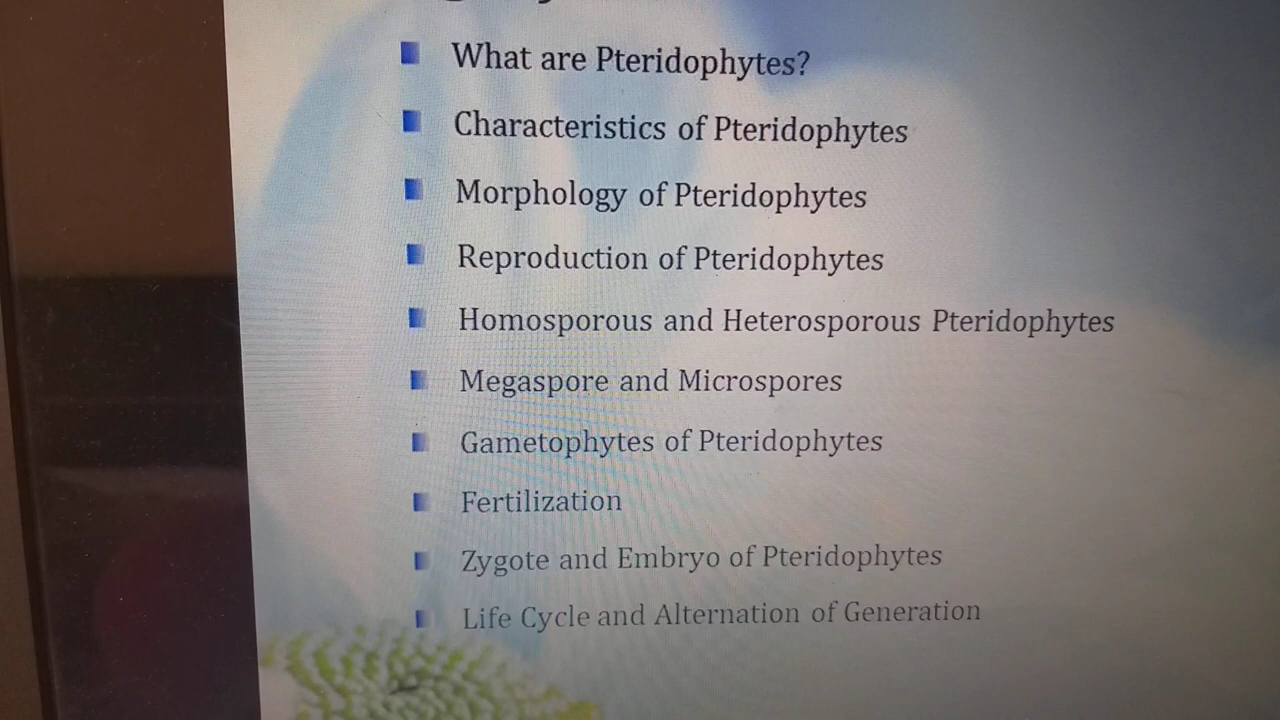 What are Pteridophytes?
Characteristics of Pteridophytes
Morphology of Pteridophytes
Reproduction of Pteridophytes
Homosporous and Heterosporous Pteridophytes
Megaspore and Microspores
Gametophytes of Pteridophytes
Fertilization
Zygote and Embryo of Pteridophytes
Life Cycle and Alternation of Generation